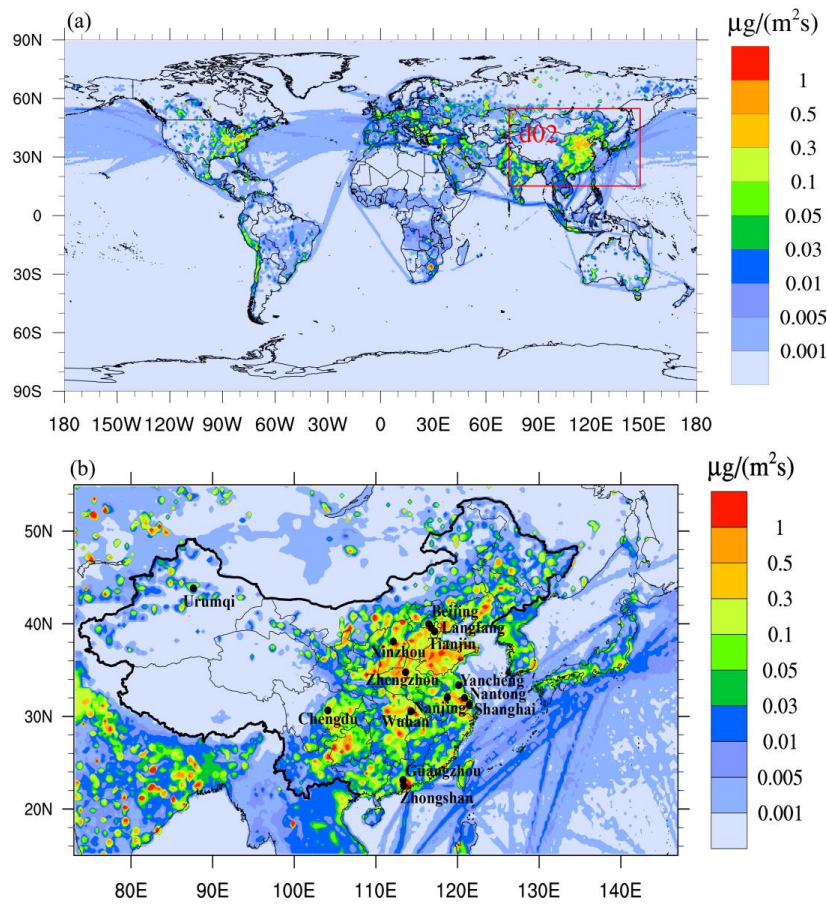 (a)
μg/(m²s)
90N
60N
30N
0
30S
60S
90S
d02
180 150W 120W 90W 60W 30W 0 30E 60E 90E 120E 150E 180
1
0.5
0.3
0.1
0.05
0.03
0.01
0.005
0.001
(b)
μg/(m²s)
50N
40N
30N
20N
Urumqi
Beijing
Langfang
Tianjin
Xinzhou
Zhengzhou
Yancheng
Nantong
Nanjing
Shanghai
Chengdu
Wuhan
Guangzhou
Zhongshan
80E 90E 100E 110E 120E 130E 140E
1
0.5
0.3
0.1
0.05
0.03
0.01
0.005
0.001